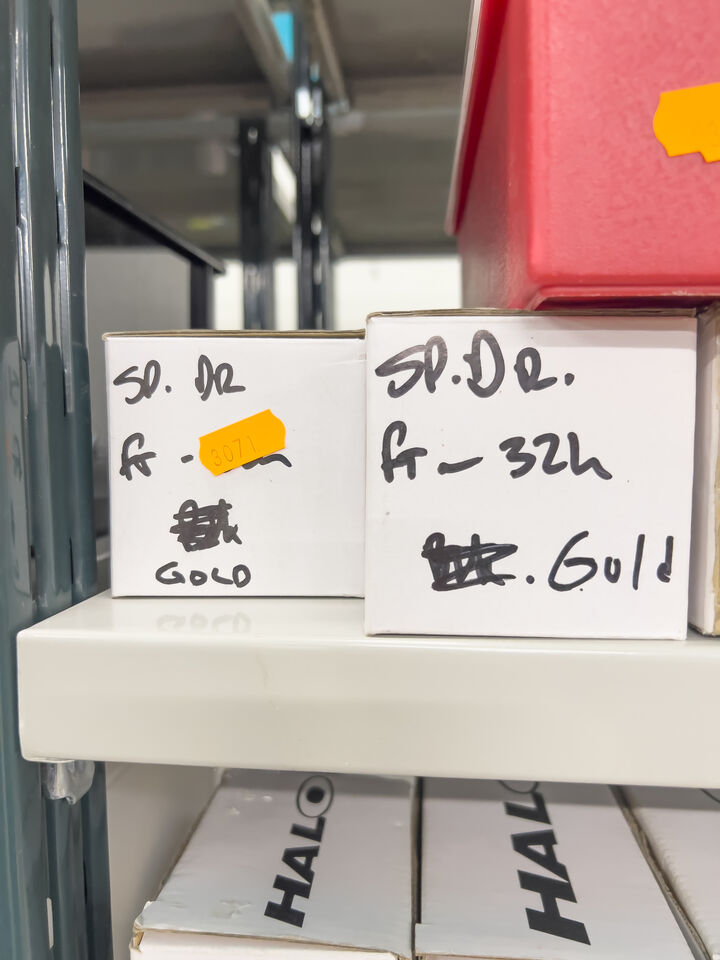 SP. DR
Fr -
3071
GOLD
SP. DR.
Fr - 32h
. Gold
HALO
HALO